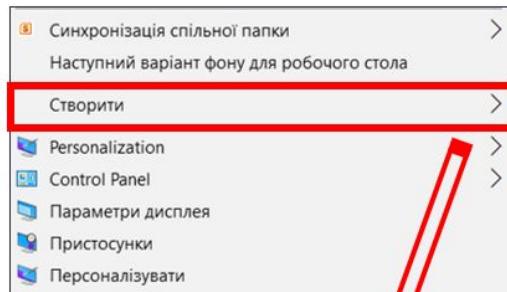 Синхронізація спільної папки
Наступний варіант фону для робочого стола
Створити
Personalization
Control Panel
Параметри дисплея
Пристосунки
Персоналізувати